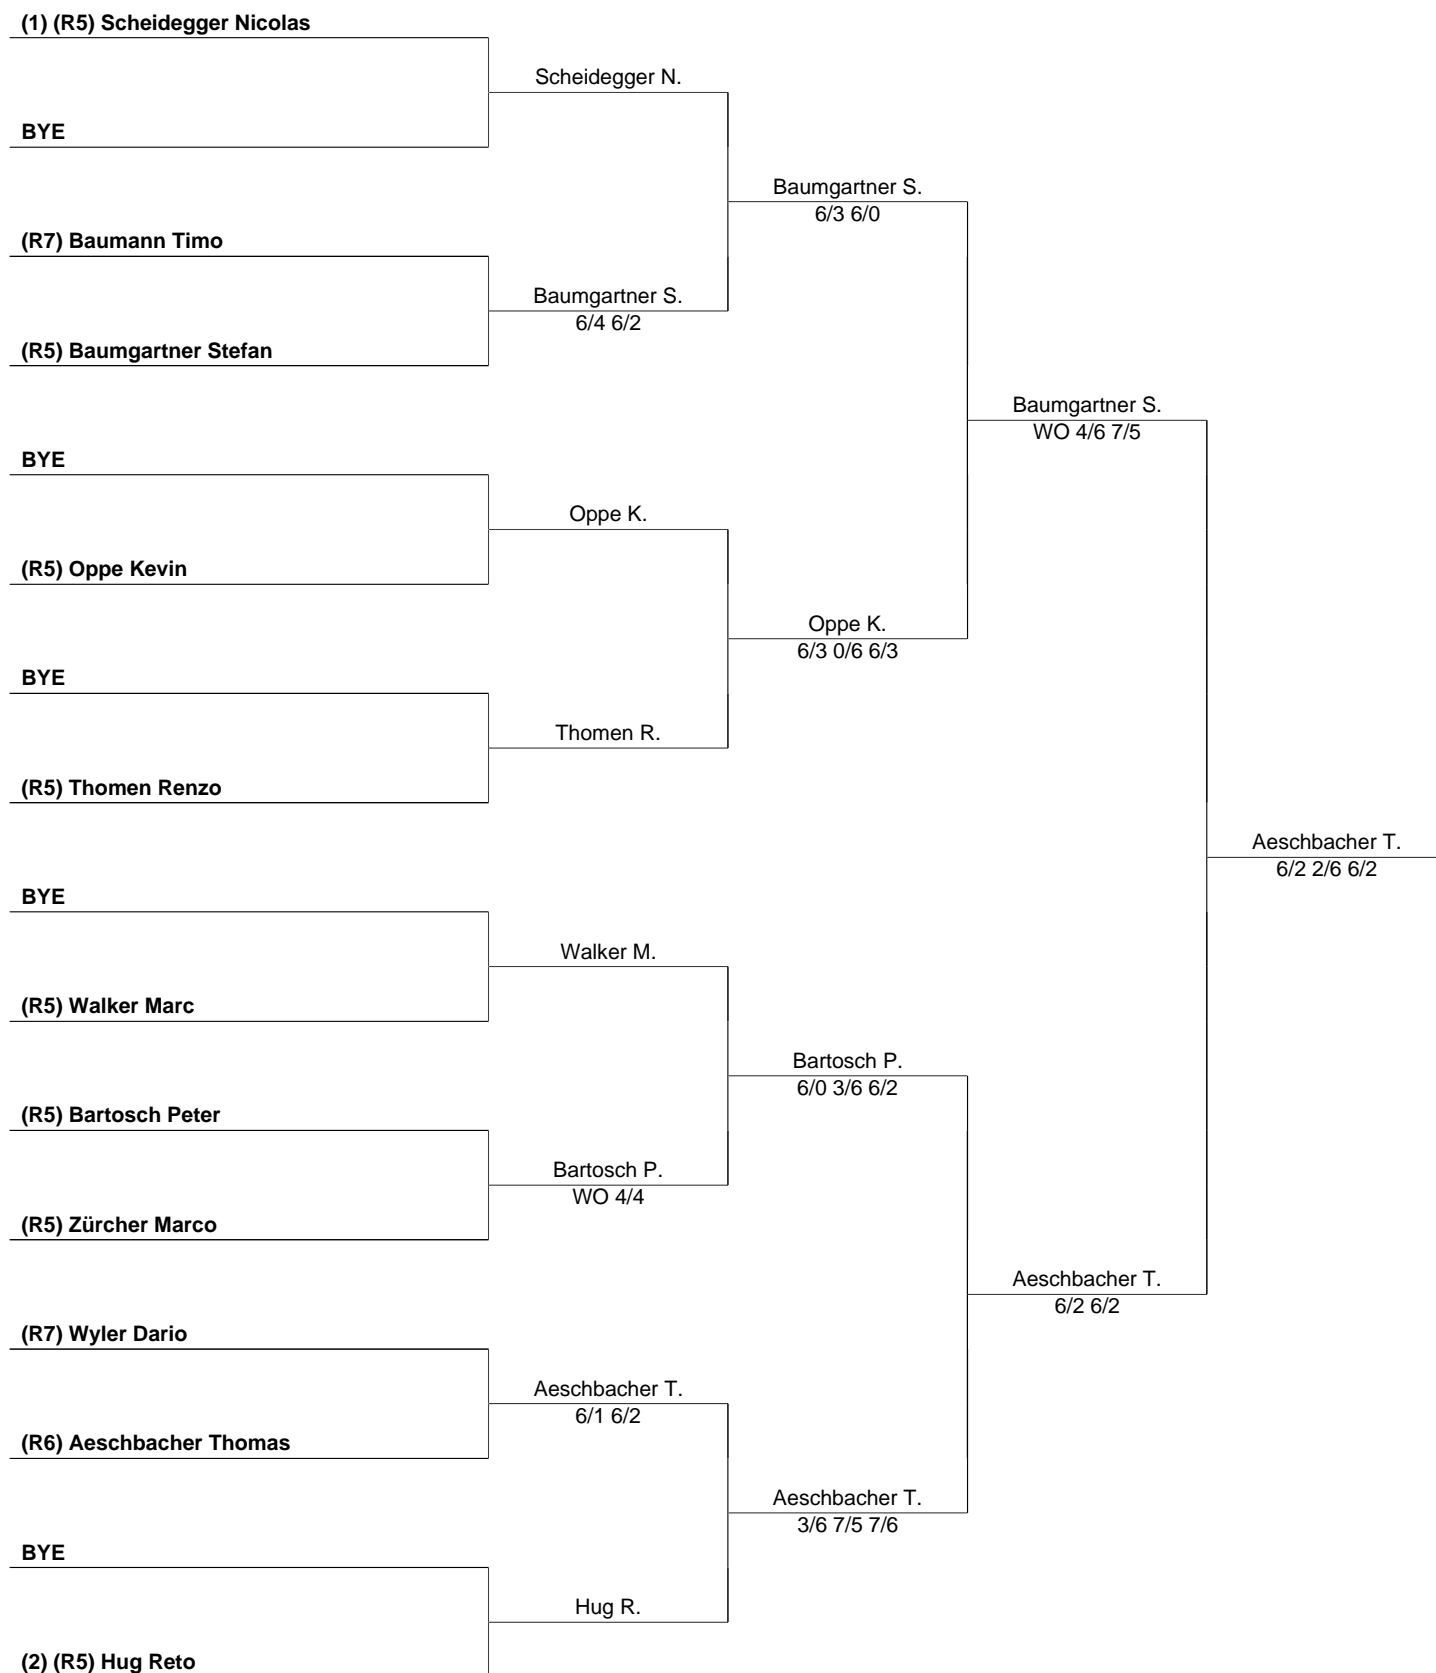 (1) (R5) Scheidegger Nicolas
Scheidegger N.
BYE
Baumgartner S.
6/3 6/0
(R7) Baumann Timo
Baumgartner S.
6/4 6/2
(R5) Baumgartner Stefan
Baumgartner S.
WO 4/6 7/5
BYE
Oppe K.
(R5) Oppe Kevin
Oppe K.
6/3 0/6 6/3
BYE
Thomen R.
(R5) Thomen Renzo
Aeschbacher T.
6/2 2/6 6/2
BYE
Walker M.
(R5) Walker Marc
Bartosch P.
6/0 3/6 6/2
(R5) Bartosch Peter
Bartosch P.
WO 4/4
(R5) Zürcher Marco
Aeschbacher T.
6/2 6/2
(R7) Wyler Dario
Aeschbacher T.
6/1 6/2
(R6) Aeschbacher Thomas
Aeschbacher T.
3/6 7/5 7/6
BYE
Hug R.
(2) (R5) Hug Reto